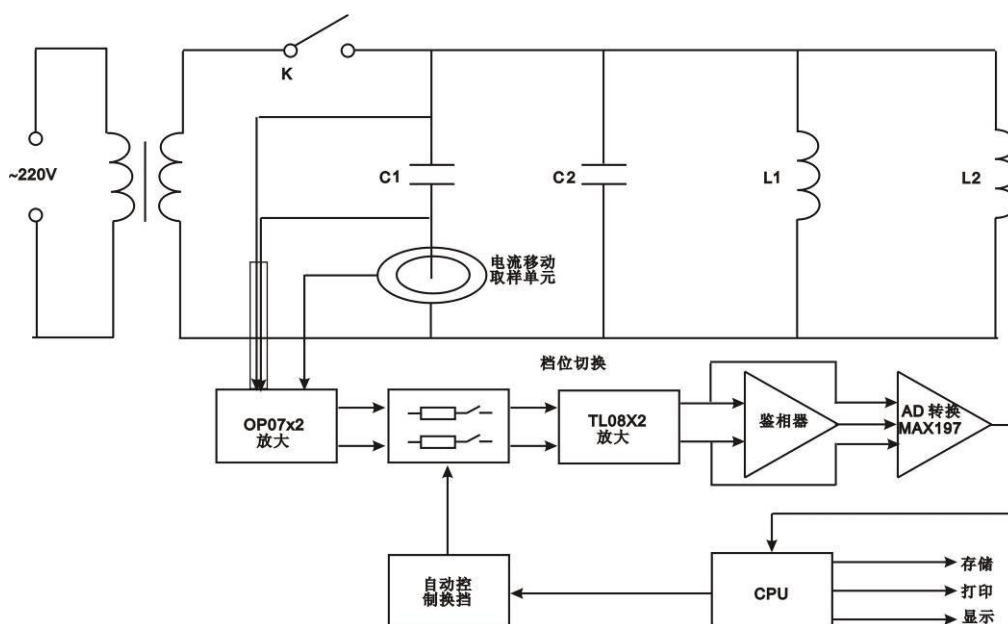 K
~220V
C1
C2
L1
L2
电流移动
取样单元
档位切换
OP07x2
放大
TL08X2
放大
鉴相器
AD 转换
MAX197
自动控
制换挡
CPU
存储
打印
显示